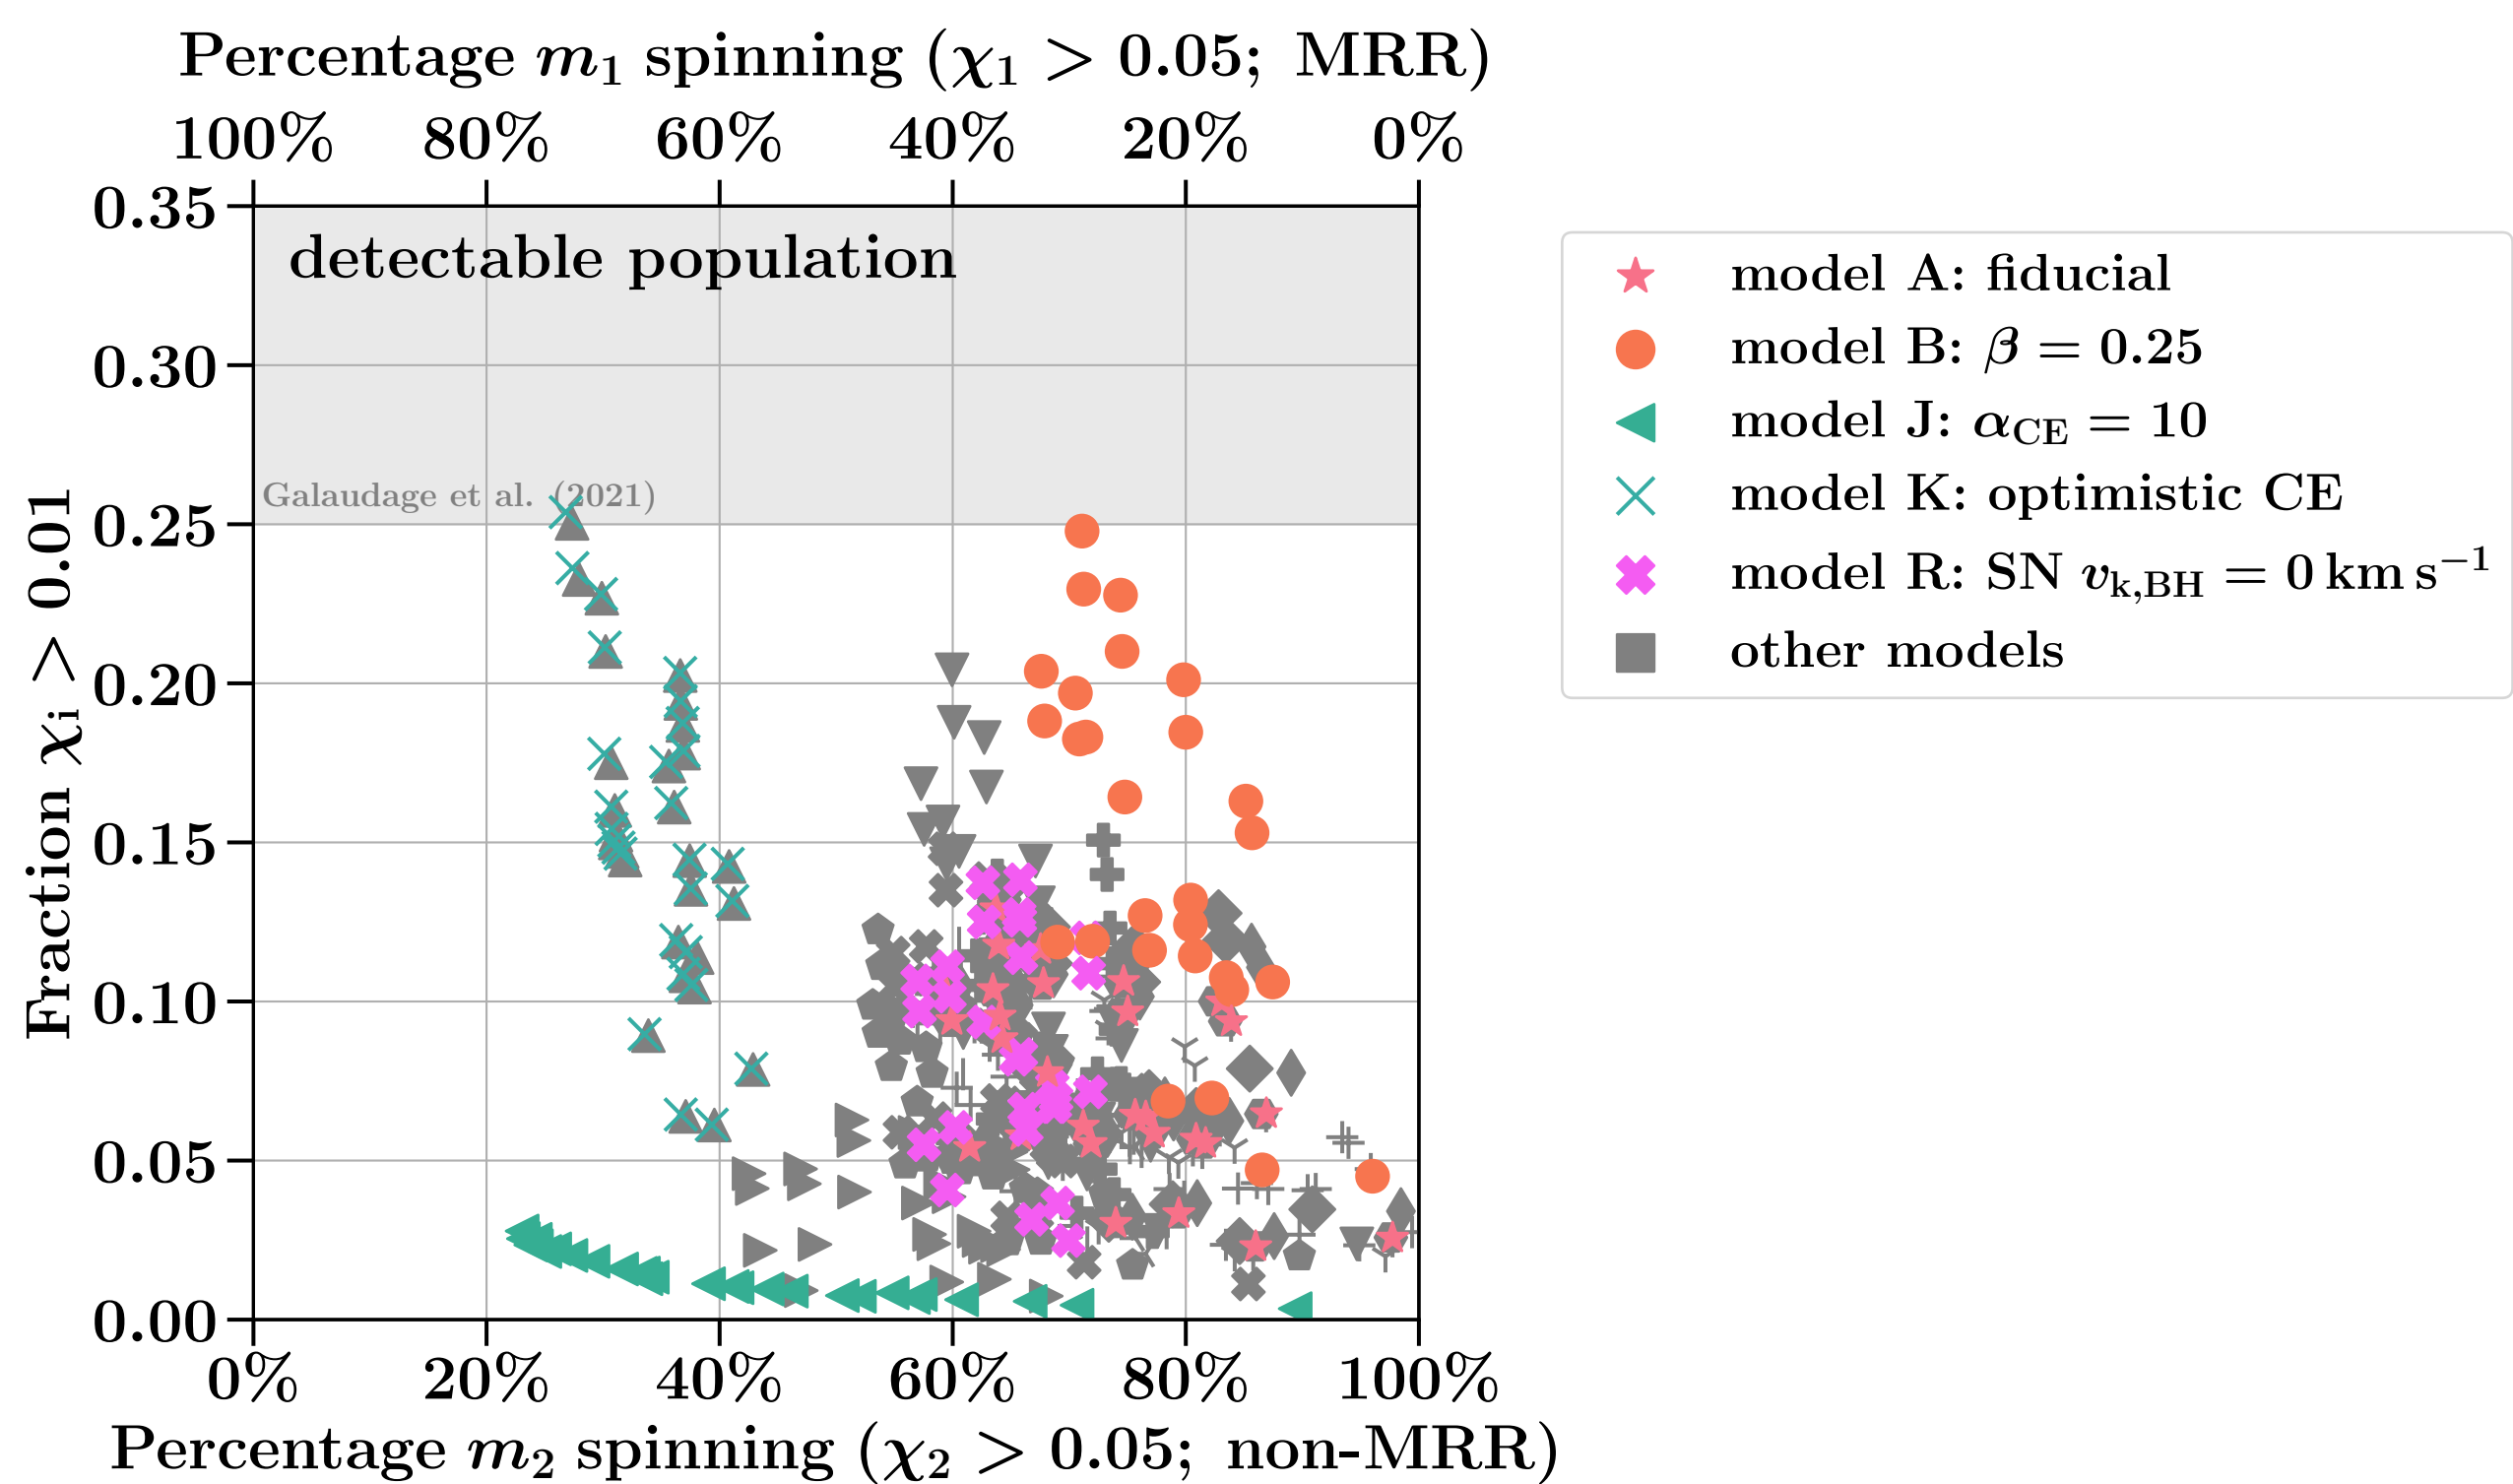 Percentage m₁ spinning (χ₁ > 0.05; MRR)
100% 80% 60% 40% 20% 0%
0.35
detectable population
0.30
Galaudage et al. (2021)
0.25
0.20
0.15
0.10
0.05
0.00
Fraction χᵢ > 0.01
0% 20% 40% 60% 80% 100%
Percentage m₂ spinning (χ₂ > 0.05; non-MRR)
model A: fiducial
model B: β = 0.25
model J: α_CE = 10
model K: optimistic CE
model R: SN v_k,BH = 0 km s⁻¹
other models